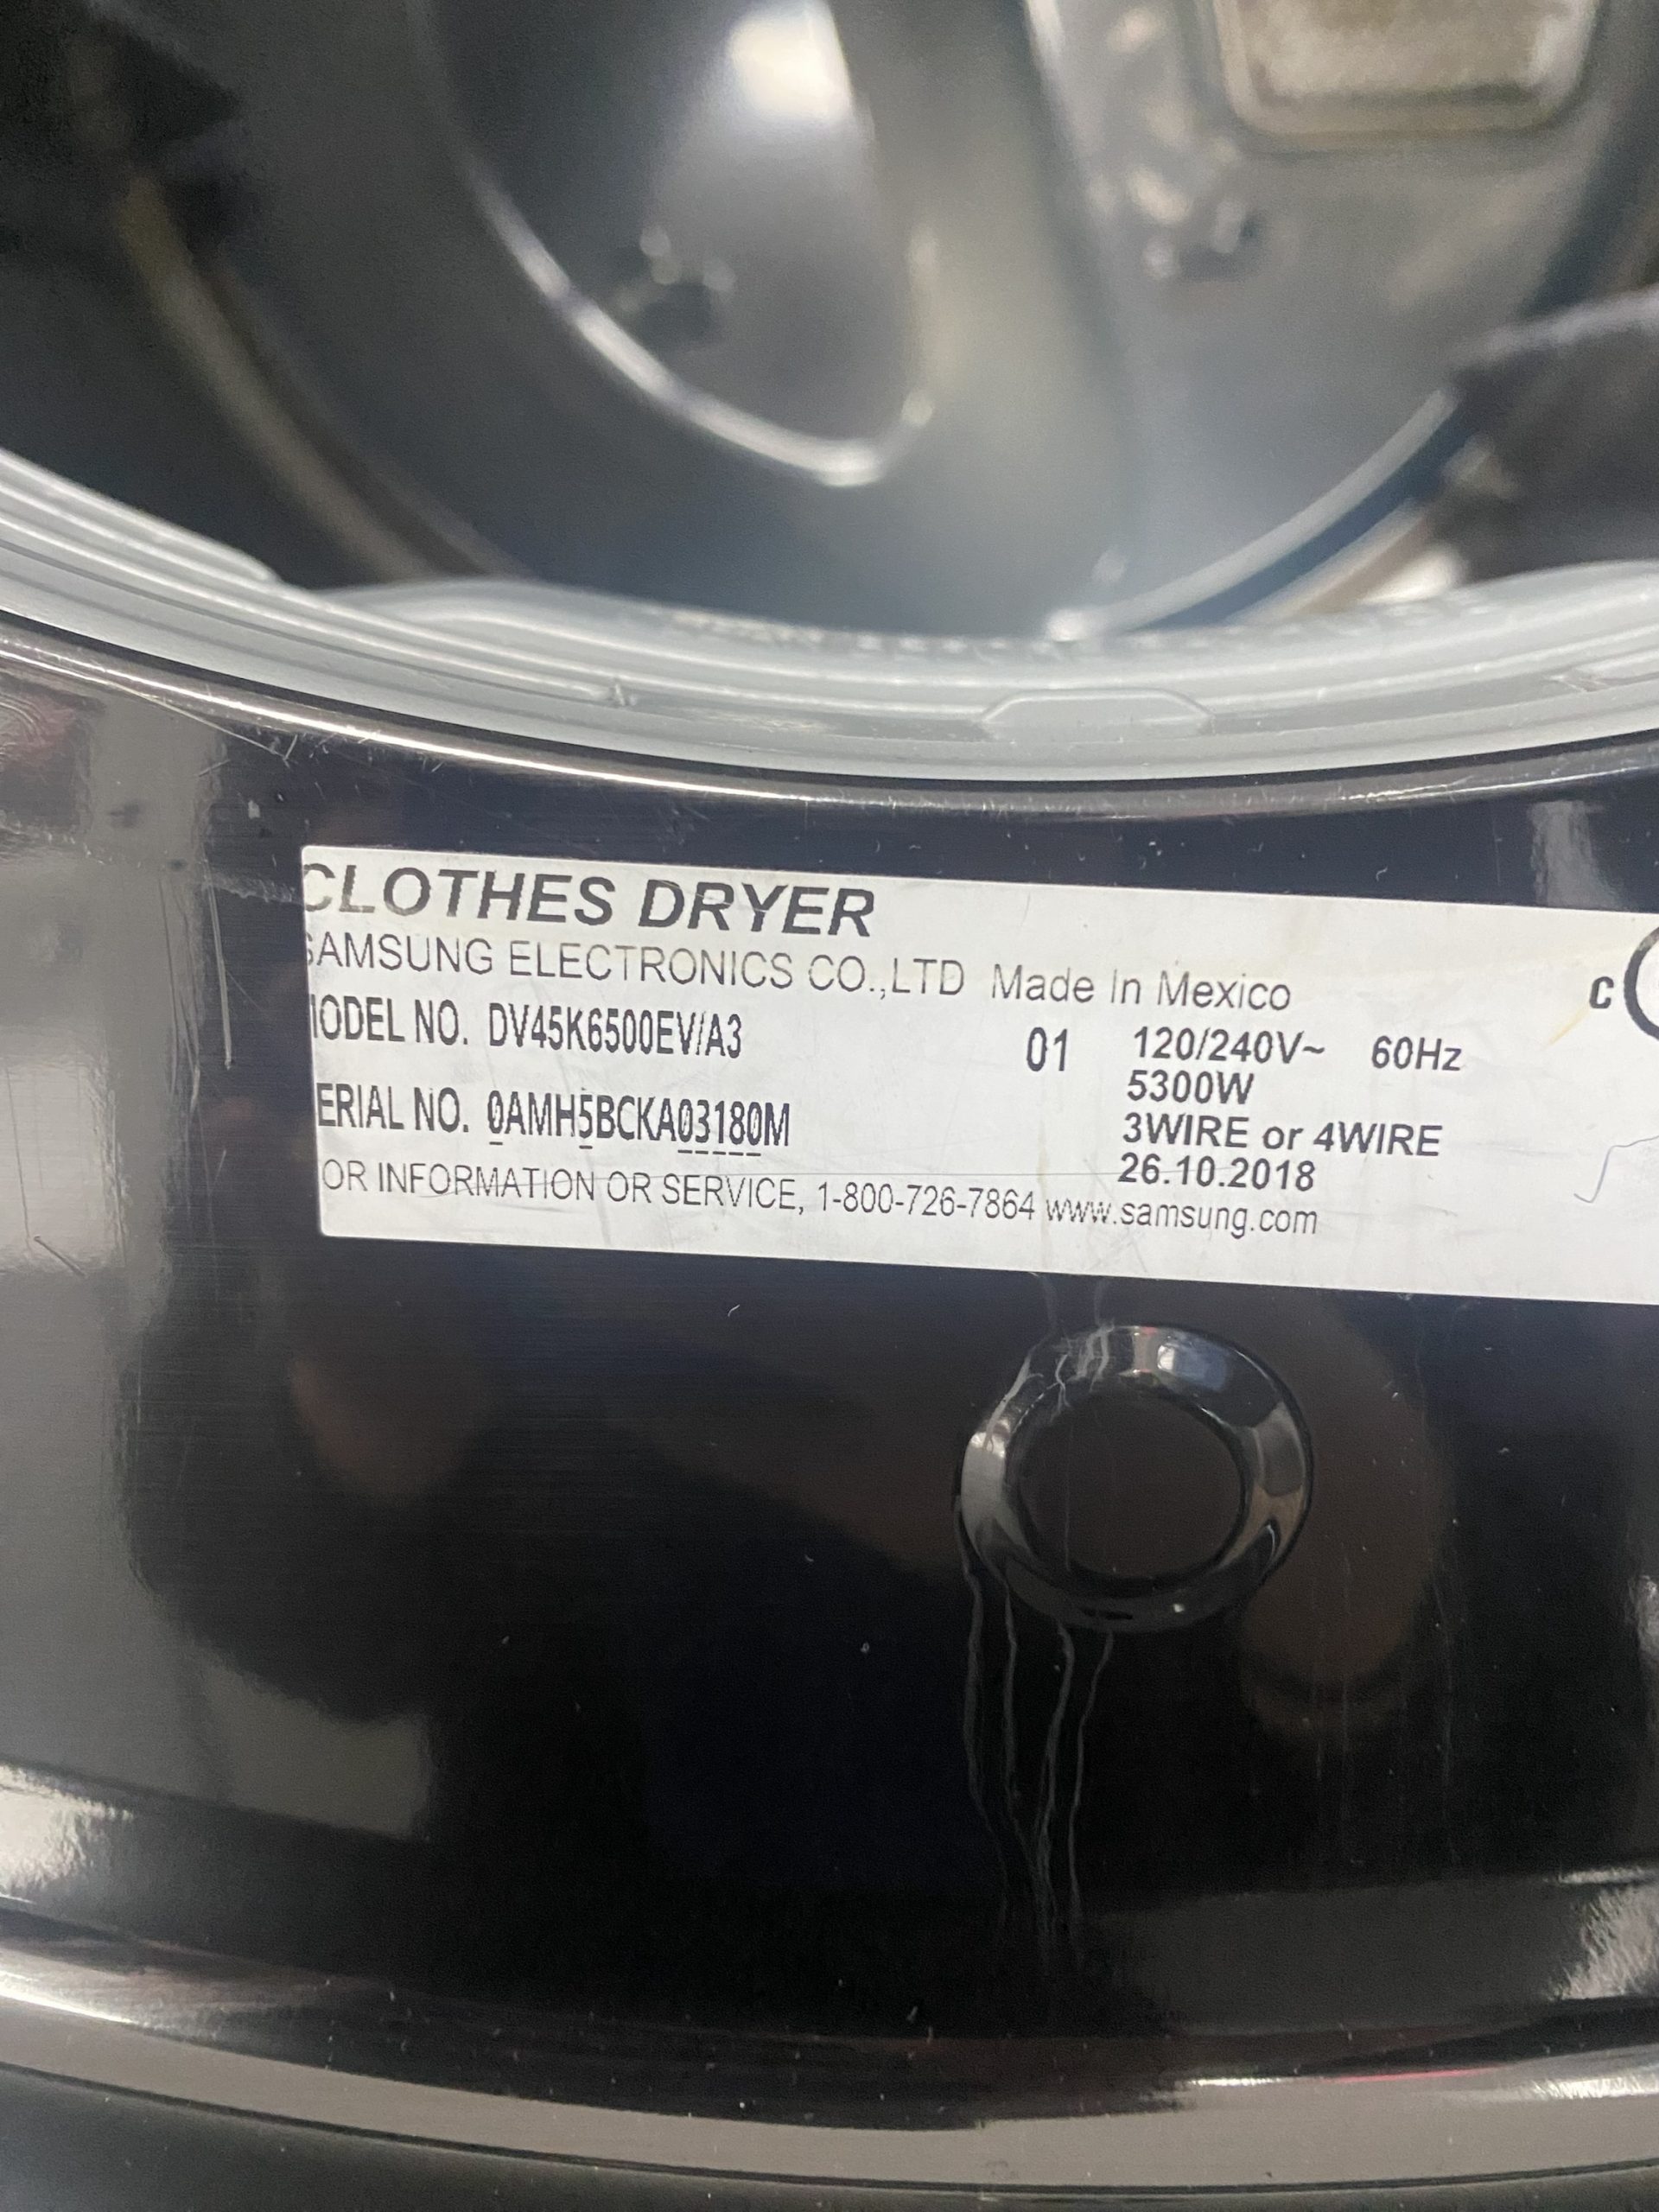 CLOTHES DRYER
SAMSUNG ELECTRONICS CO.,LTD Made In Mexico
MODEL NO. DV45K6500EV/A3 01 120/240V~ 60Hz
5300W
SERIAL NO. 0AMH5BCKA03180M 3WIRE or 4WIRE
26.10.2018
OR INFORMATION OR SERVICE, 1-800-726-7864 www.samsung.com
C